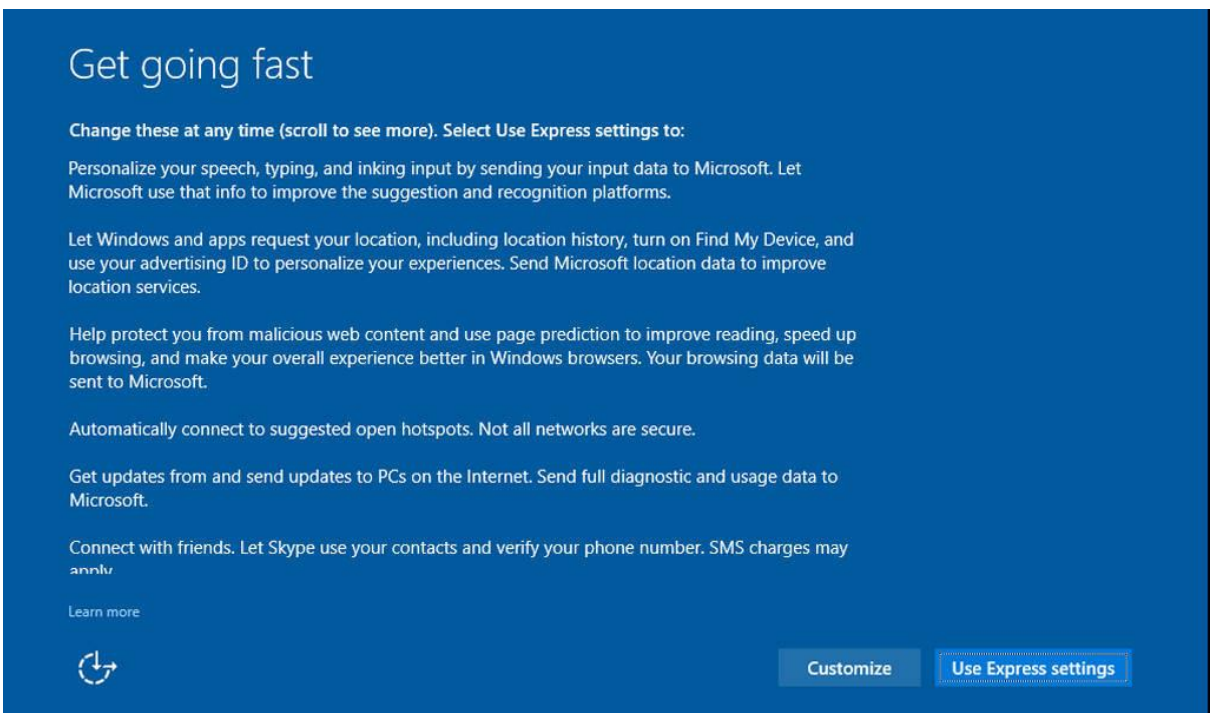 Get going fast
Change these at any time (scroll to see more). Select Use Express settings to:
Personalize your speech, typing, and inking input by sending your input data to Microsoft. Let
Microsoft use that info to improve the suggestion and recognition platforms.
Let Windows and apps request your location, including location history, turn on Find My Device, and
use your advertising ID to personalize your experiences. Send Microsoft location data to improve
location services.
Help protect you from malicious web content and use page prediction to improve reading, speed up
browsing, and make your overall experience better in Windows browsers. Your browsing data will be
sent to Microsoft.
Automatically connect to suggested open hotspots. Not all networks are secure.
Get updates from and send updates to PCs on the Internet. Send full diagnostic and usage data to
Microsoft.
Connect with friends. Let Skype use your contacts and verify your phone number. SMS charges may
apply.
Learn more
Customize
Use Express settings